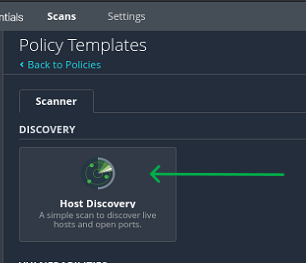 ntials Scans Settings
Policy Templates
‹ Back to Policies
Scanner
DISCOVERY
Host Discovery
A simple scan to discover live
hosts and open ports.
VULNERABILITIES